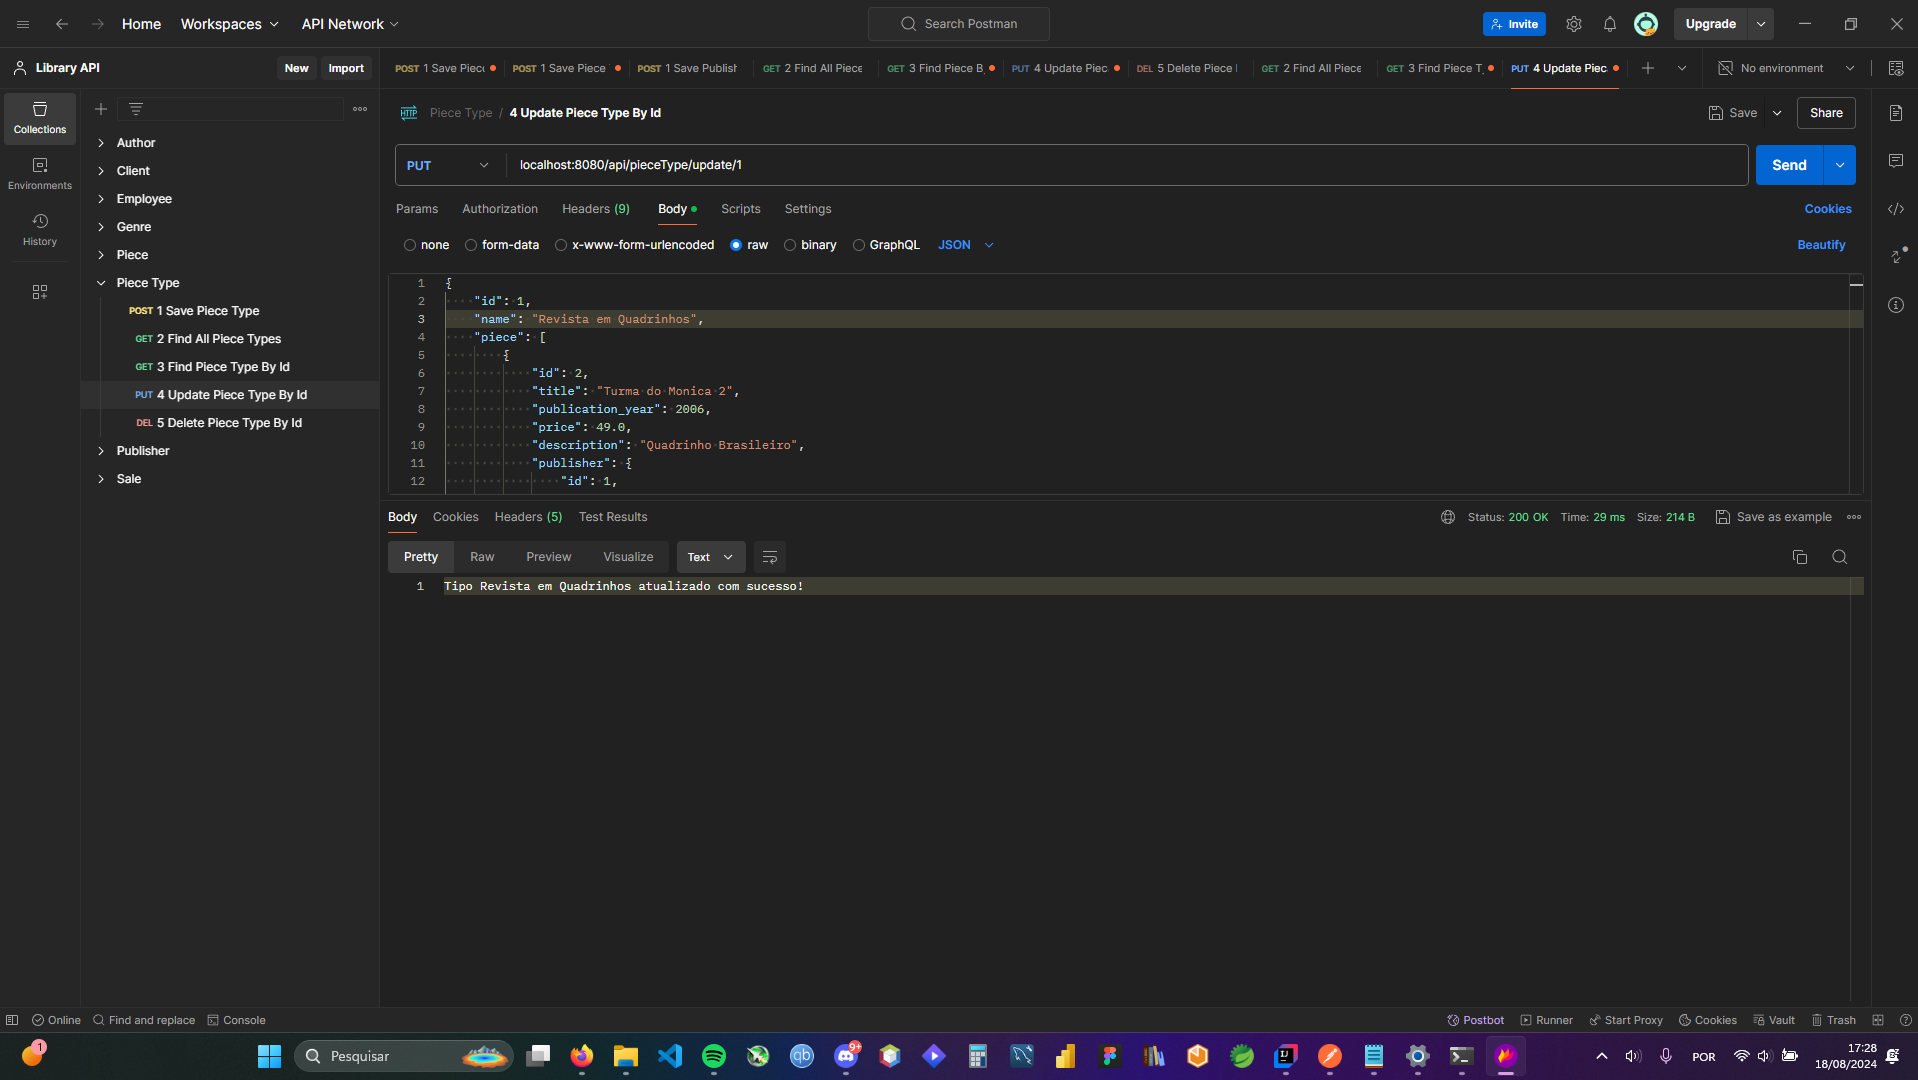 Home
Workspaces
API Network
Search Postman
Invite
Upgrade
Library API
New
Import
POST 1 Save Piec
POST 1 Save Piece
POST 1 Save Publish
GET 2 Find All Piece
GET 3 Find Piece B
PUT 4 Update Piec
DEL 5 Delete Piece
GET 2 Find All Piece
GET 3 Find Piece T
PUT 4 Update Piec
No environment
Collections
Environments
History
Author
Client
Employee
Genre
Piece
Piece Type
POST 1 Save Piece Type
GET 2 Find All Piece Types
GET 3 Find Piece Type By Id
PUT 4 Update Piece Type By Id
DEL 5 Delete Piece Type By Id
Publisher
Sale
HTTP Piece Type / 4 Update Piece Type By Id
Save
Share
PUT
localhost:8080/api/pieceType/update/1
Send
Params
Authorization
Headers (9)
Body
Scripts
Settings
Cookies
none
form-data
x-www-form-urlencoded
raw
binary
GraphQL
JSON
Beautify
1 {
2 "id": 1,
3 "name": "Revista em Quadrinhos",
4 "piece": [
5 {
6 "id": 2,
7 "title": "Turma do Monica 2",
8 "publication_year": 2006,
9 "price": 49.0,
10 "description": "Quadrinho Brasileiro",
11 "publisher": {
12 "id": 1,
Body
Cookies
Headers (5)
Test Results
Status: 200 OK
Time: 29 ms
Size: 214 B
Save as example
Pretty
Raw
Preview
Visualize
Text
1 Tipo Revista em Quadrinhos atualizado com sucesso!
Online
Find and replace
Console
Postbot
Runner
Start Proxy
Cookies
Vault
Trash
1
Pesquisar
qb
9+
IJ
POR
17:28
18/08/2024